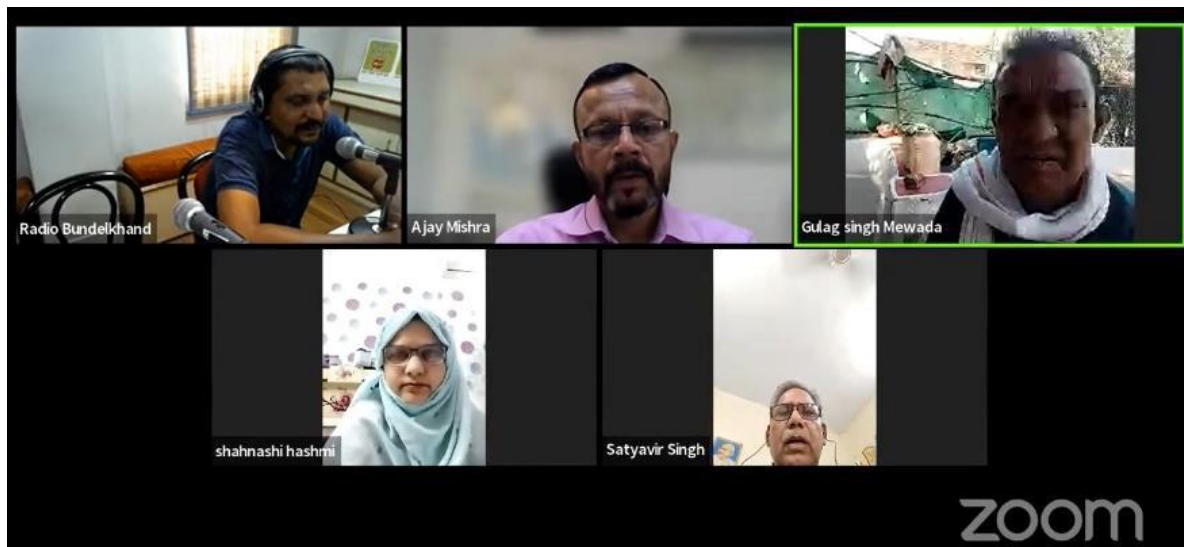 Radio Bundelkhand
Ajay Mishra
Gulag singh Mewada
shahnashi hashmi
Satyavir Singh
zoom